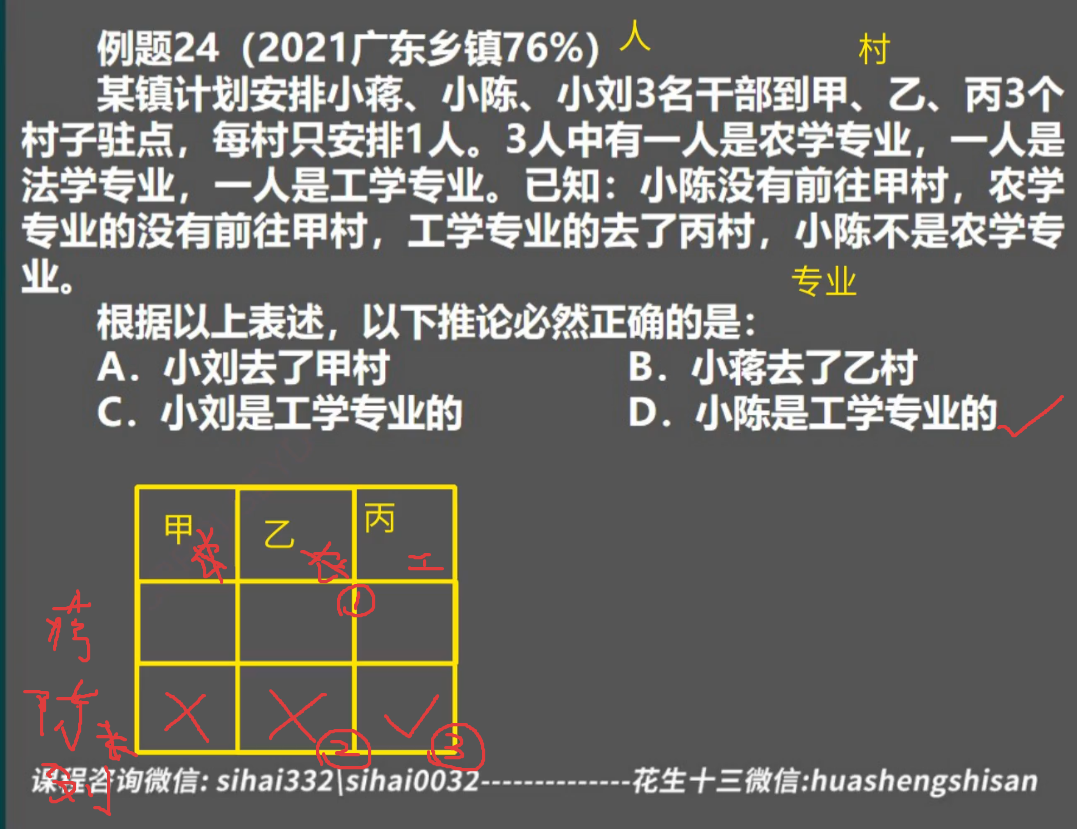 例题24（2021广东乡镇76%）人
村
某镇计划安排小蒋、小陈、小刘3名干部到甲、乙、丙3个
村子驻点，每村只安排1人。3人中有一人是农学专业，一人是
法学专业，一人是工学专业。已知：小陈没有前往甲村，农学
专业的没有前往甲村，工学专业的去了丙村，小陈不是农学专
业。
专业
根据以上表述，以下推论必然正确的是：
A．小刘去了甲村
B．小蒋去了乙村
C．小刘是工学专业的
D．小陈是工学专业的
甲
乙
丙
农
农
工
①
蒋
陈
农
②
③
刘
课程咨询微信: sihai332\sihai0032-------------花生十三微信:huashengshisan